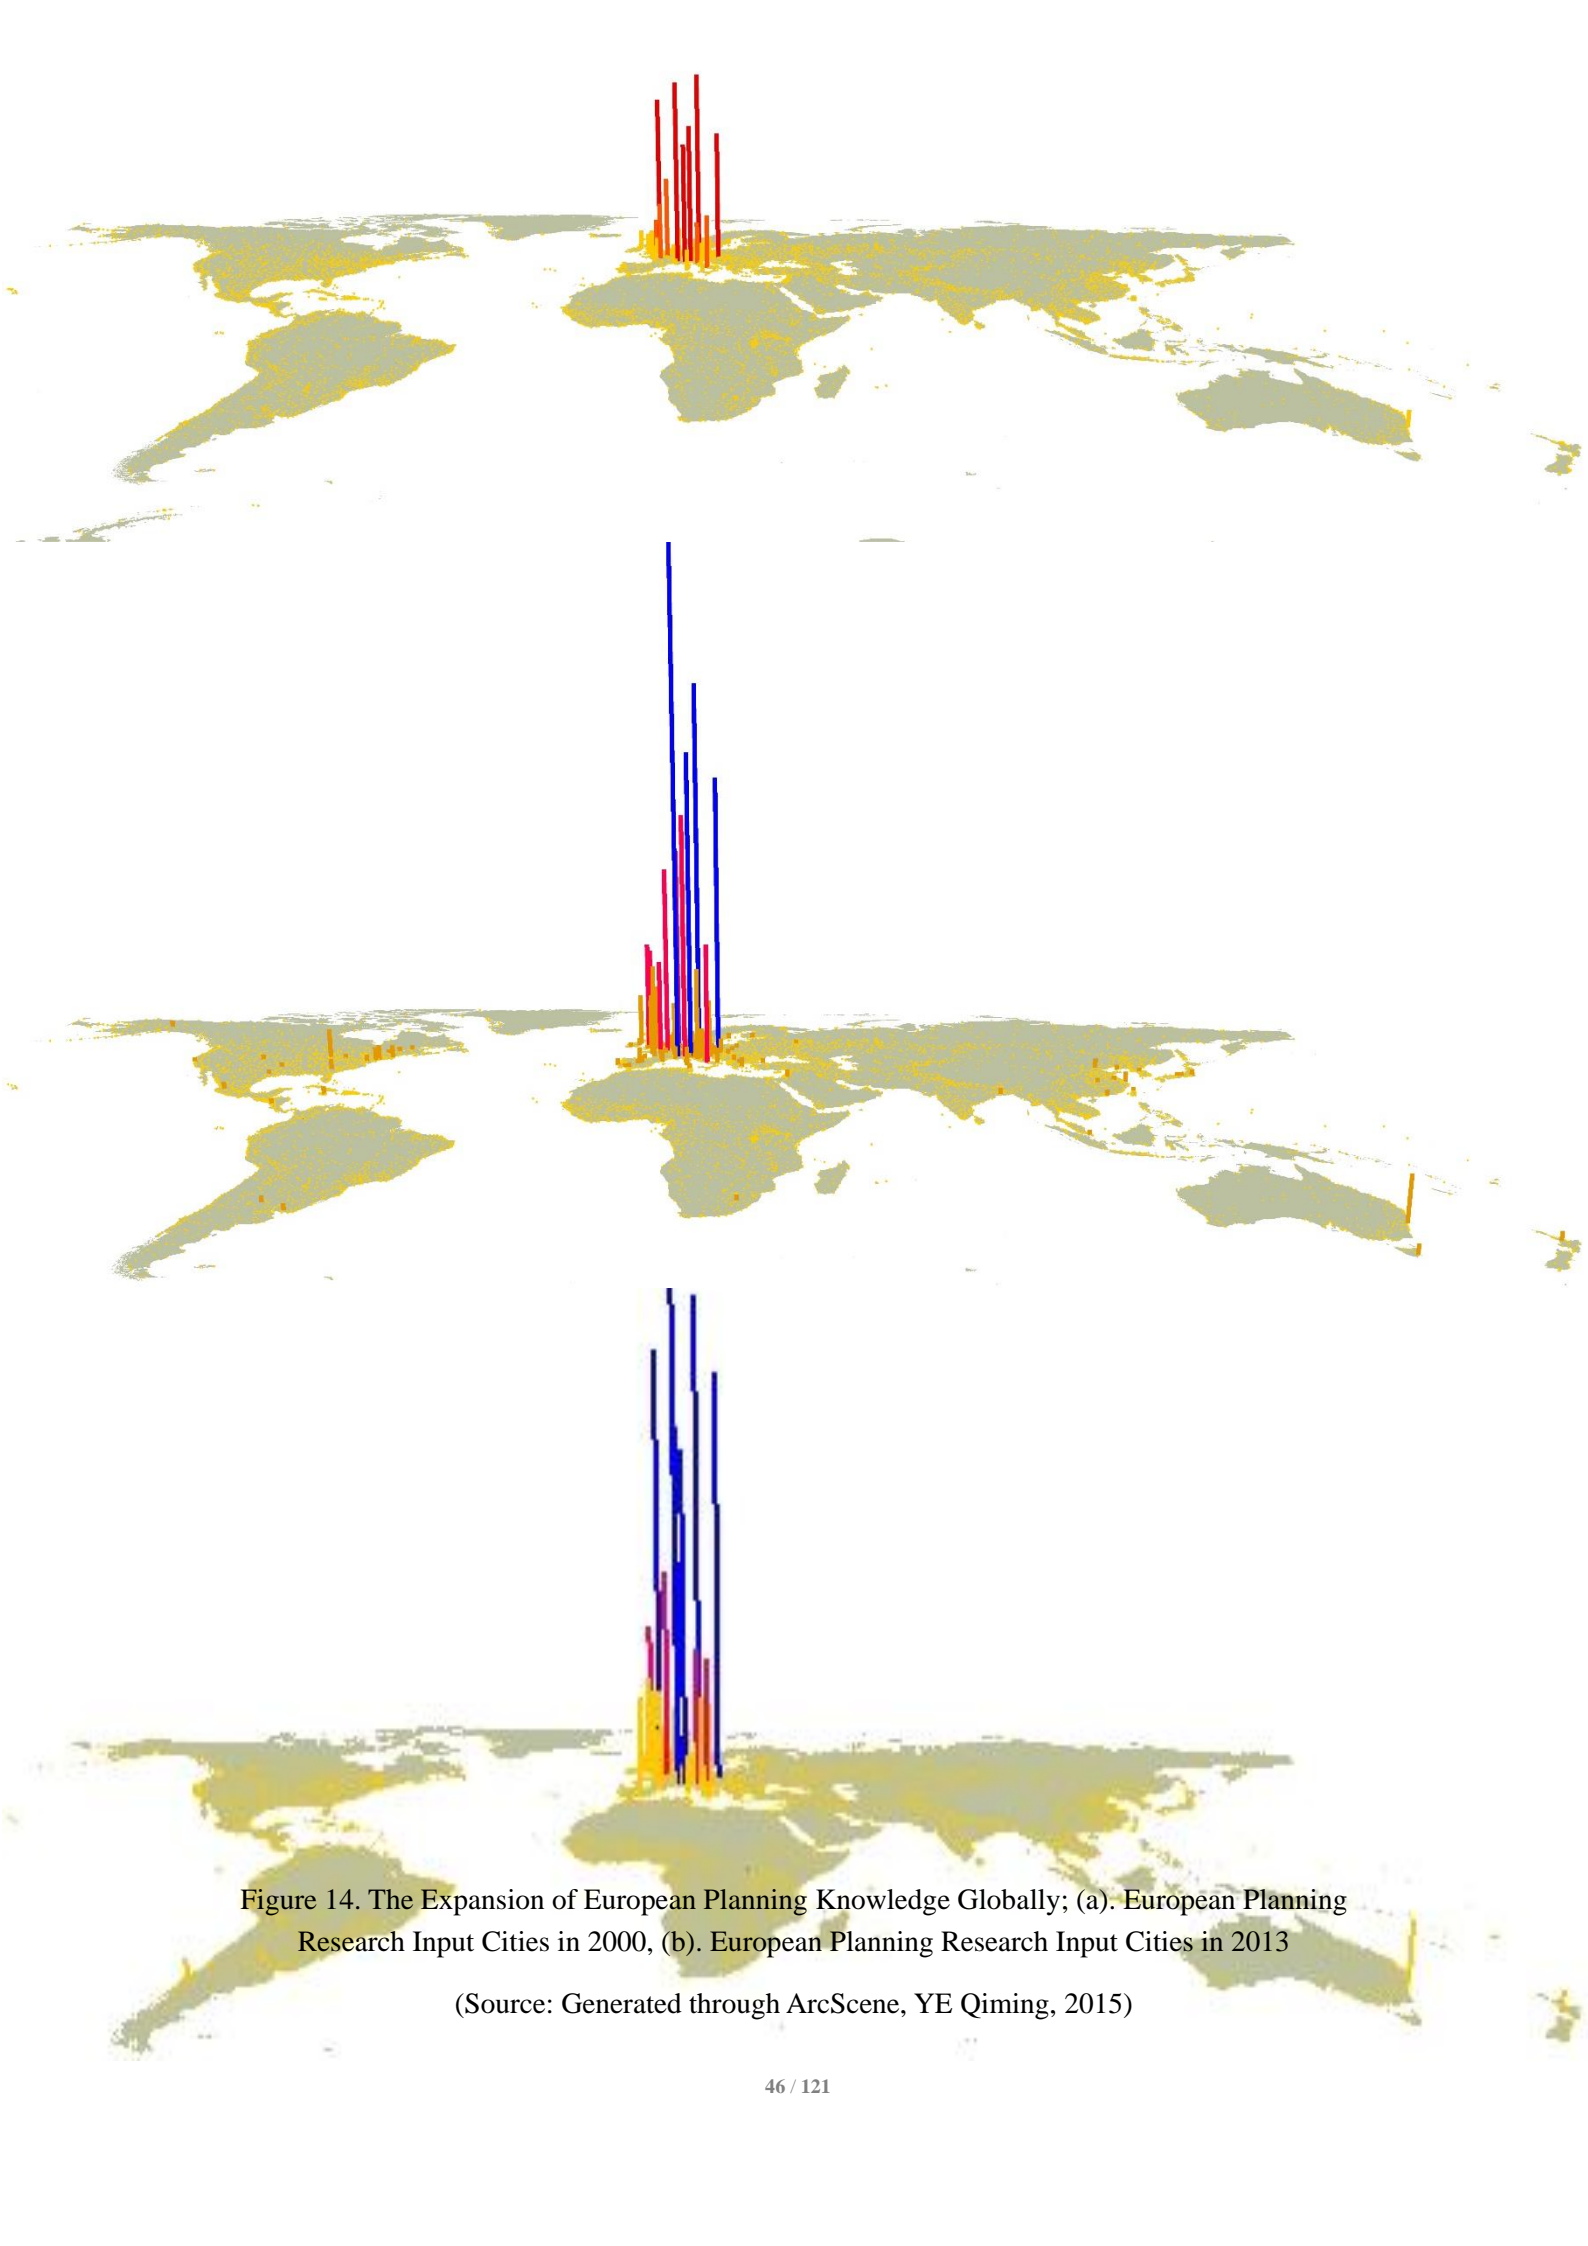 Figure 14. The Expansion of European Planning Knowledge Globally; (a). European Planning
Research Input Cities in 2000, (b). European Planning Research Input Cities in 2013
(Source: Generated through ArcScene, YE Qiming, 2015)
46 / 121